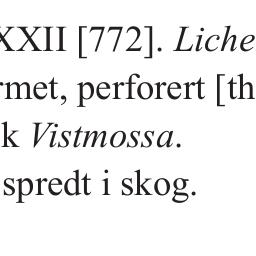 XXII [772]. Liche
rmet, perforert [th
k Vistmossa.
spredt i skog.